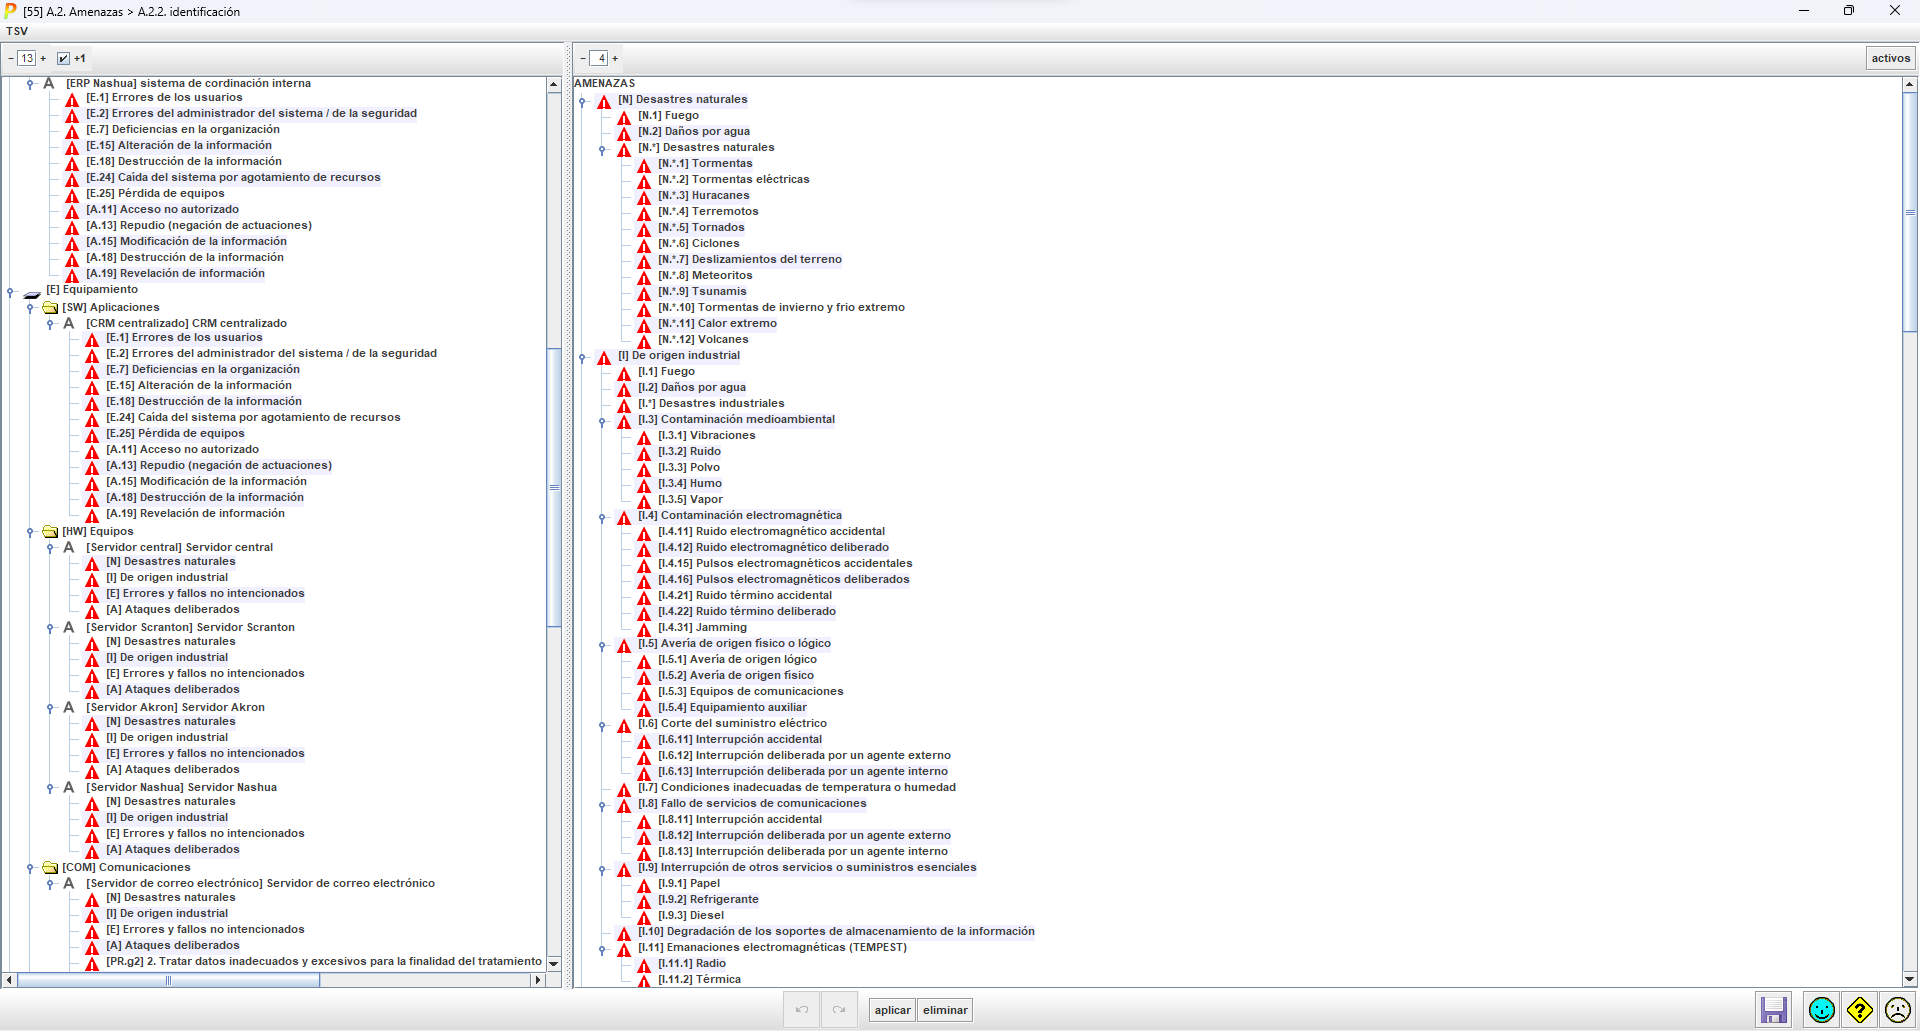 [55] A.2. Amenazas > A.2.2. identificación
TSV
- 13 + +1
[ERP Nashua] sistema de cordinación interna
[E.1] Errores de los usuarios
[E.2] Errores del administrador del sistema / de la seguridad
[E.7] Deficiencias en la organización
[E.15] Alteración de la información
[E.18] Destrucción de la información
[E.24] Caída del sistema por agotamiento de recursos
[E.25] Pérdida de equipos
[A.11] Acceso no autorizado
[A.13] Repudio (negación de actuaciones)
[A.15] Modificación de la información
[A.18] Destrucción de la información
[A.19] Revelación de información
[E] Equipamiento
[SW] Aplicaciones
[CRM centralizado] CRM centralizado
[E.1] Errores de los usuarios
[E.2] Errores del administrador del sistema / de la seguridad
[E.7] Deficiencias en la organización
[E.15] Alteración de la información
[E.18] Destrucción de la información
[E.24] Caída del sistema por agotamiento de recursos
[E.25] Pérdida de equipos
[A.11] Acceso no autorizado
[A.13] Repudio (negación de actuaciones)
[A.15] Modificación de la información
[A.18] Destrucción de la información
[A.19] Revelación de información
[HW] Equipos
[Servidor central] Servidor central
[N] Desastres naturales
[I] De origen industrial
[E] Errores y fallos no intencionados
[A] Ataques deliberados
[Servidor Scranton] Servidor Scranton
[N] Desastres naturales
[I] De origen industrial
[E] Errores y fallos no intencionados
[A] Ataques deliberados
[Servidor Akron] Servidor Akron
[N] Desastres naturales
[I] De origen industrial
[E] Errores y fallos no intencionados
[A] Ataques deliberados
[Servidor Nashua] Servidor Nashua
[N] Desastres naturales
[I] De origen industrial
[E] Errores y fallos no intencionados
[A] Ataques deliberados
[COM] Comunicaciones
[Servidor de correo electrónico] Servidor de correo electrónico
[N] Desastres naturales
[I] De origen industrial
[E] Errores y fallos no intencionados
[A] Ataques deliberados
[PR.g2] 2. Tratar datos inadecuados y excesivos para la finalidad del tratamiento
- 4 +
activos
AMENAZAS
[N] Desastres naturales
[N.1] Fuego
[N.2] Daños por agua
[N.*] Desastres naturales
[N.*.1] Tormentas
[N.*.2] Tormentas eléctricas
[N.*.3] Huracanes
[N.*.4] Terremotos
[N.*.5] Tornados
[N.*.6] Ciclones
[N.*.7] Deslizamientos del terreno
[N.*.8] Meteoritos
[N.*.9] Tsunamis
[N.*.10] Tormentas de invierno y frio extremo
[N.*.11] Calor extremo
[N.*.12] Volcanes
[I] De origen industrial
[I.1] Fuego
[I.2] Daños por agua
[I.*] Desastres industriales
[I.3] Contaminación medioambiental
[I.3.1] Vibraciones
[I.3.2] Ruido
[I.3.3] Polvo
[I.3.4] Humo
[I.3.5] Vapor
[I.4] Contaminación electromagnética
[I.4.11] Ruido electromagnético accidental
[I.4.12] Ruido electromagnético deliberado
[I.4.15] Pulsos electromagnéticos accidentales
[I.4.16] Pulsos electromagnéticos deliberados
[I.4.21] Ruido término accidental
[I.4.22] Ruido término deliberado
[I.4.31] Jamming
[I.5] Avería de origen físico o lógico
[I.5.1] Avería de origen lógico
[I.5.2] Avería de origen físico
[I.5.3] Equipos de comunicaciones
[I.5.4] Equipamiento auxiliar
[I.6] Corte del suministro eléctrico
[I.6.11] Interrupción accidental
[I.6.12] Interrupción deliberada por un agente externo
[I.6.13] Interrupción deliberada por un agente interno
[I.7] Condiciones inadecuadas de temperatura o humedad
[I.8] Fallo de servicios de comunicaciones
[I.8.11] Interrupción accidental
[I.8.12] Interrupción deliberada por un agente externo
[I.8.13] Interrupción deliberada por un agente interno
[I.9] Interrupción de otros servicios o suministros esenciales
[I.9.1] Papel
[I.9.2] Refrigerante
[I.9.3] Diesel
[I.10] Degradación de los soportes de almacenamiento de la información
[I.11] Emanaciones electromagnéticas (TEMPEST)
[I.11.1] Radio
[I.11.2] Térmica
aplicar eliminar